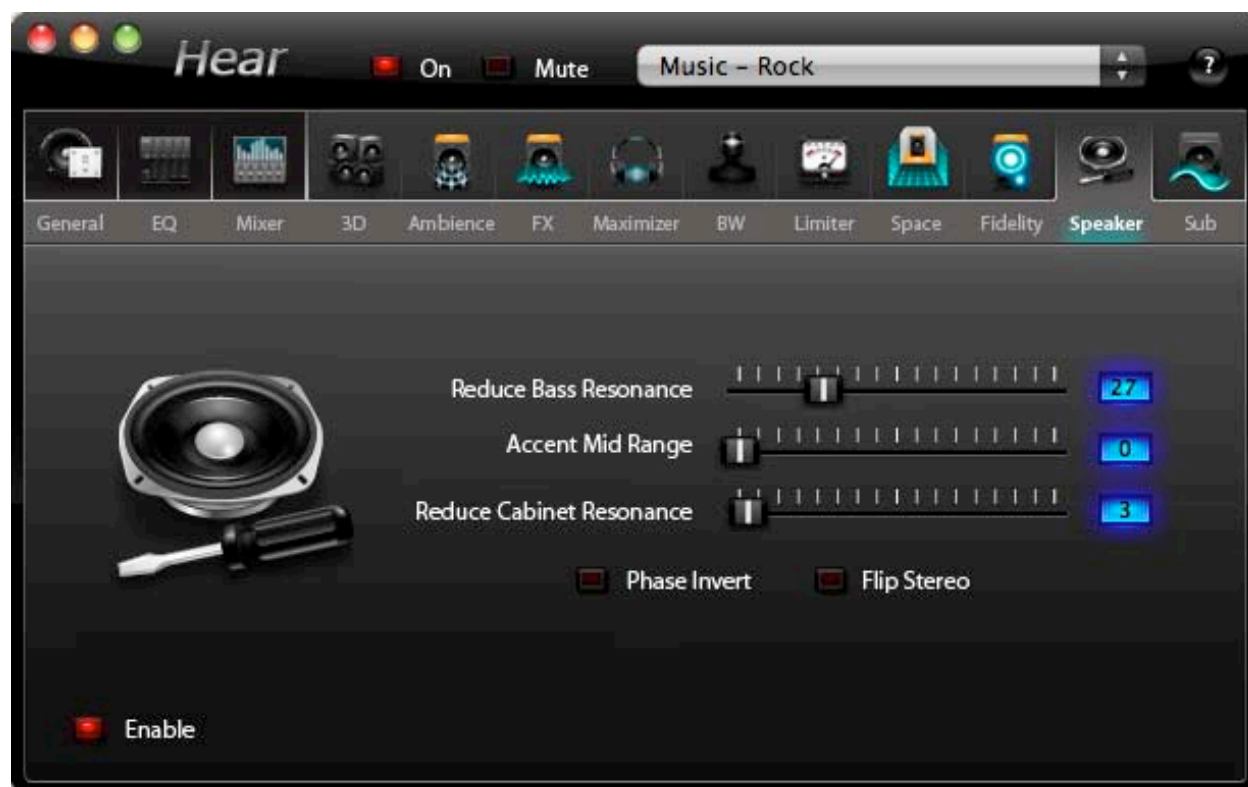 Hear On Mute Music – Rock ?
General EQ Mixer 3D Ambience FX Maximizer BW Limiter Space Fidelity Speaker Sub
Reduce Bass Resonance 27
Accent Mid Range 0
Reduce Cabinet Resonance 3
Phase Invert Flip Stereo
Enable